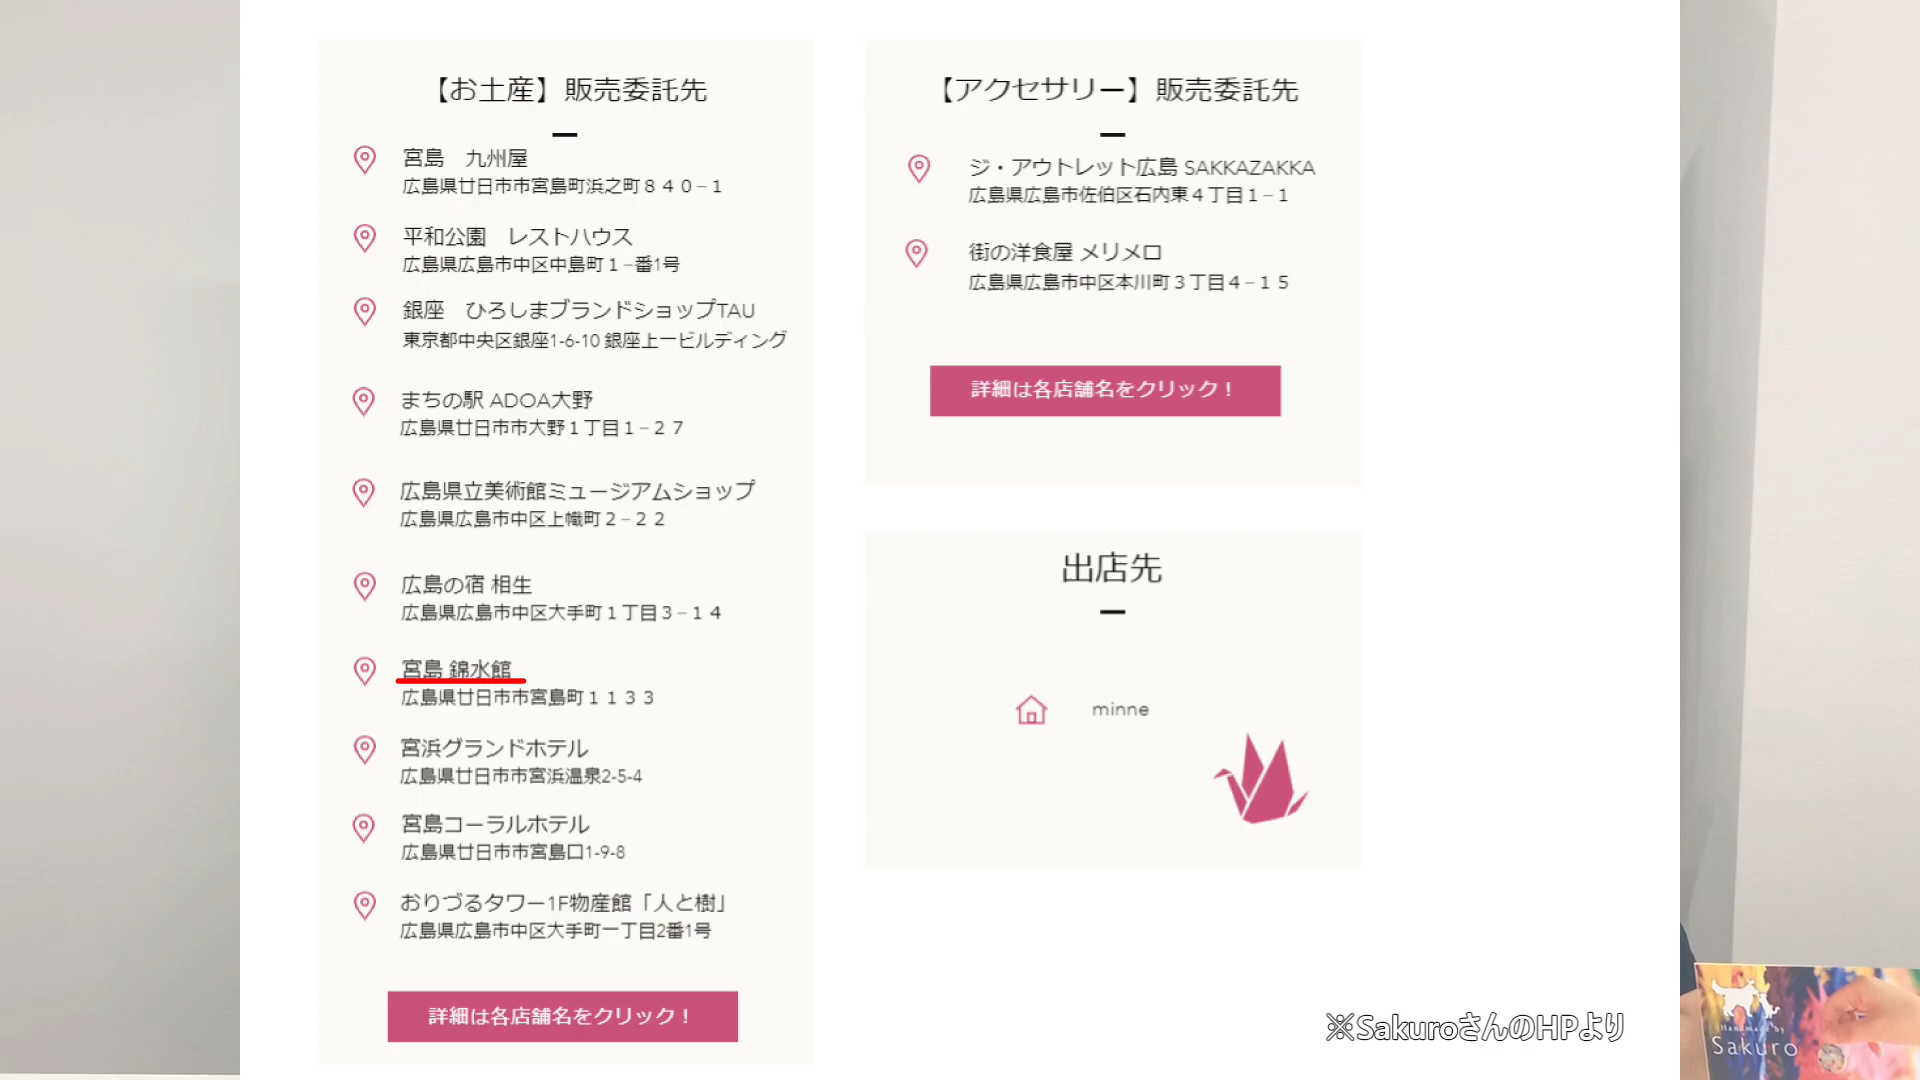 【お土産】販売委託先
宮島　九州屋
広島県廿日市市宮島町浜之町８４０−１
平和公園　レストハウス
広島県広島市中区中島町１−番1号
銀座　ひろしまブランドショップTAU
東京都中央区銀座1-6-10 銀座上一ビルディング
まちの駅 ADOA大野
広島県廿日市市大野１丁目１−２７
広島県立美術館ミュージアムショップ
広島県広島市中区上幟町２−２２
広島の宿 相生
広島県広島市中区大手町１丁目３−１４
宮島 錦水館
広島県廿日市市宮島町１１３３
宮浜グランドホテル
広島県廿日市市宮浜温泉2-5-4
宮島コーラルホテル
広島県廿日市市宮島口1-9-8
おりづるタワー1F物産館「人と樹」
広島県広島市中区大手町一丁目2番1号
詳細は各店舗名をクリック！
【アクセサリー】販売委託先
ジ・アウトレット広島 SAKKAZAKKA
広島県広島市佐伯区石内東４丁目１−１
街の洋食屋 メリメロ
広島県広島市中区本川町３丁目４−１５
詳細は各店舗名をクリック！
出店先
minne
※SakuroさんのHPより
Handmade by
Sakuro